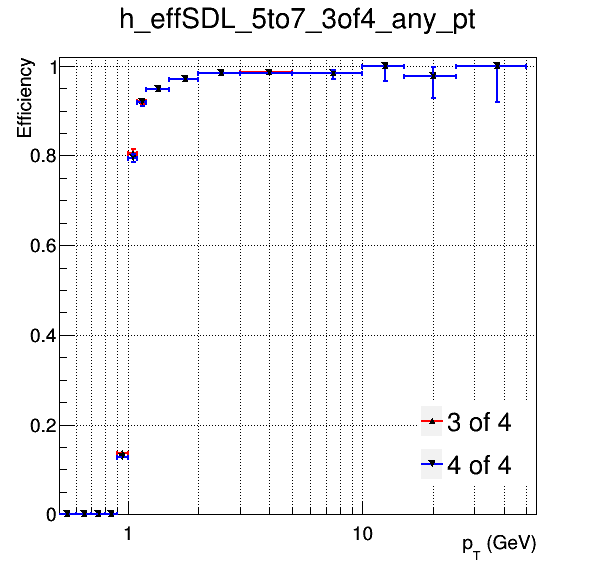 h_effSDL_5to7_3of4_any_pt
Efficiency
1
0.8
0.6
0.4
0.2
0
3 of 4
4 of 4
1
10
pT (GeV)